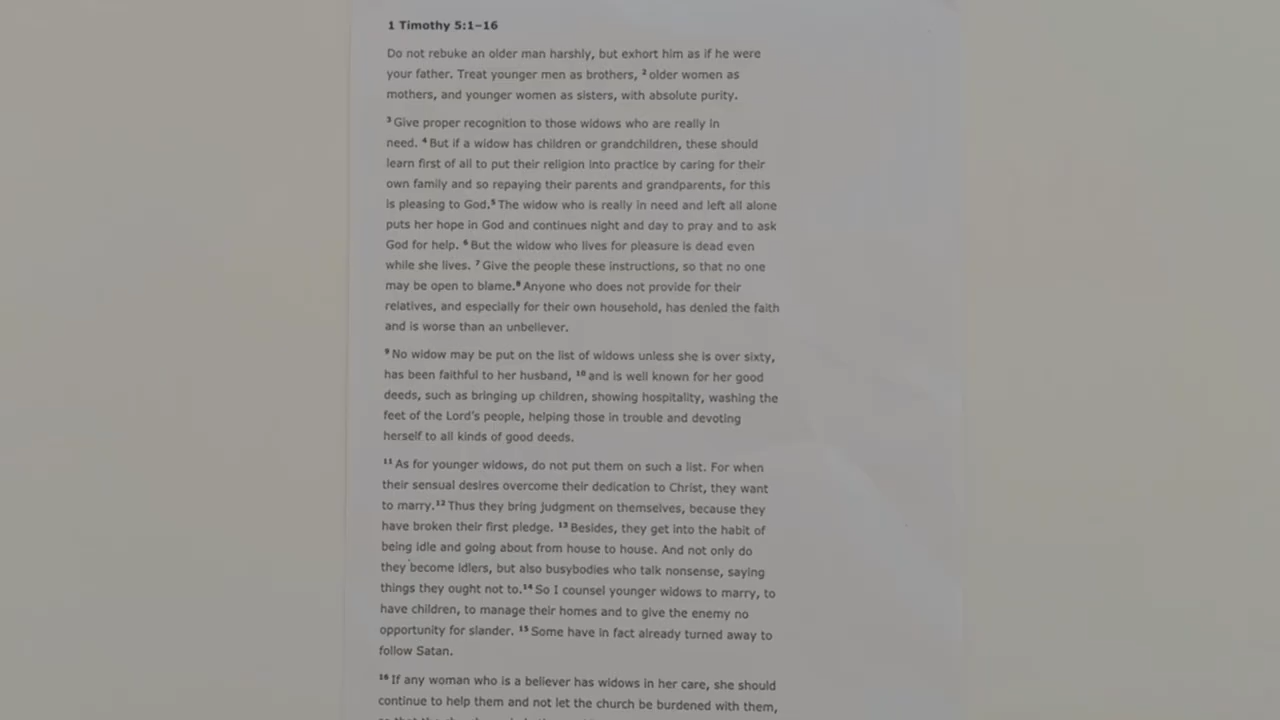 1 Timothy 5:1–16
Do not rebuke an older man harshly, but exhort him as if he were
your father. Treat younger men as brothers, ² older women as
mothers, and younger women as sisters, with absolute purity.
³ Give proper recognition to those widows who are really in
need. ⁴ But if a widow has children or grandchildren, these should
learn first of all to put their religion into practice by caring for their
own family and so repaying their parents and grandparents, for this
is pleasing to God.⁵ The widow who is really in need and left all alone
puts her hope in God and continues night and day to pray and to ask
God for help. ⁶ But the widow who lives for pleasure is dead even
while she lives. ⁷ Give the people these instructions, so that no one
may be open to blame.⁸ Anyone who does not provide for their
relatives, and especially for their own household, has denied the faith
and is worse than an unbeliever.
⁹ No widow may be put on the list of widows unless she is over sixty,
has been faithful to her husband, ¹⁰ and is well known for her good
deeds, such as bringing up children, showing hospitality, washing the
feet of the Lord's people, helping those in trouble and devoting
herself to all kinds of good deeds.
¹¹ As for younger widows, do not put them on such a list. For when
their sensual desires overcome their dedication to Christ, they want
to marry.¹² Thus they bring judgment on themselves, because they
have broken their first pledge. ¹³ Besides, they get into the habit of
being idle and going about from house to house. And not only do
they become idlers, but also busybodies who talk nonsense, saying
things they ought not to.¹⁴ So I counsel younger widows to marry, to
have children, to manage their homes and to give the enemy no
opportunity for slander. ¹⁵ Some have in fact already turned away to
follow Satan.
¹⁶ If any woman who is a believer has widows in her care, she should
continue to help them and not let the church be burdened with them,